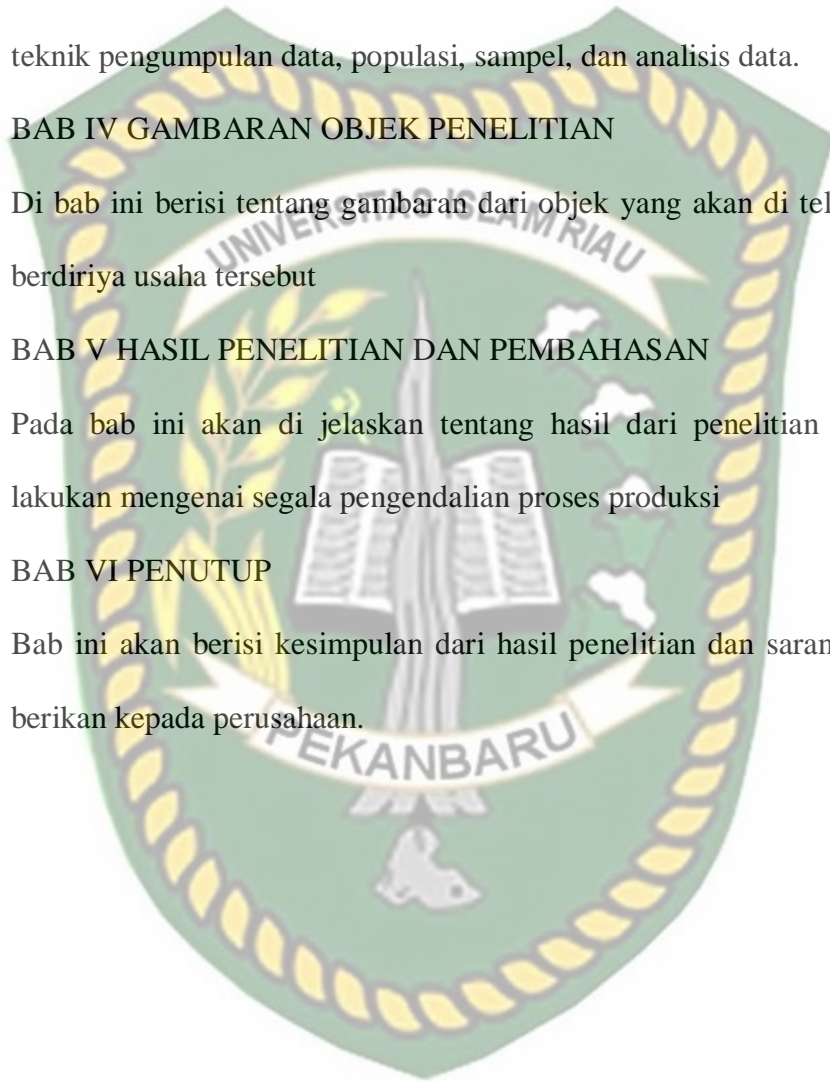 teknik pengumpulan data, populasi, sampel, dan analisis data.
BAB IV GAMBARAN OBJEK PENELITIAN
Di bab ini berisi tentang gambaran dari objek yang akan di
UNIVERSITAS ISLAM RIAU
berdiriya usaha tersebut
BAB V HASIL PENELITIAN DAN PEMBAHASAN
Pada bab ini akan di jelaskan tentang hasil dari penelitian
lakukan mengenai segala pengendalian proses produksi
BAB VI PENUTUP
Bab ini akan berisi kesimpulan dari hasil penelitian dan saran
berikan kepada perusahaan.
PEKANBARU